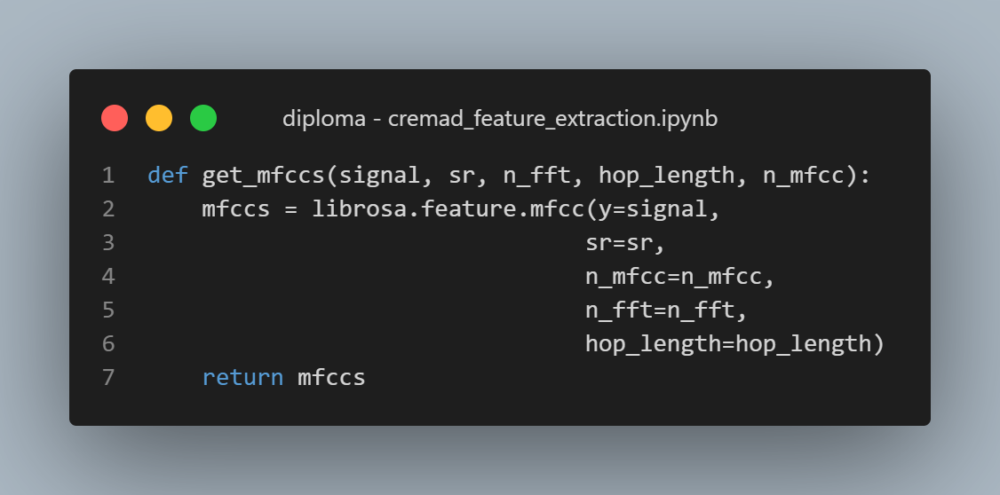 diploma - cremad_feature_extraction.ipynb
1 def get_mfccs(signal, sr, n_fft, hop_length, n_mfcc):
2     mfccs = librosa.feature.mfcc(y=signal,
3                                 sr=sr,
4                                 n_mfcc=n_mfcc,
5                                 n_fft=n_fft,
6                                 hop_length=hop_length)
7     return mfccs